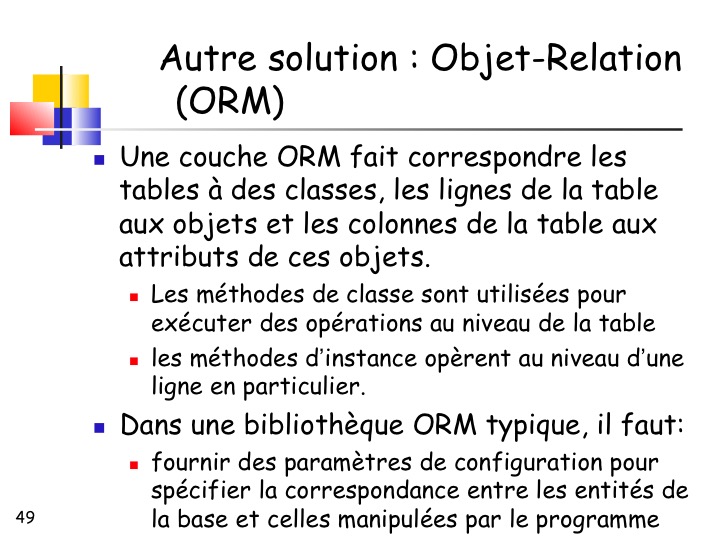 Autre solution : Objet-Relation
(ORM)
Une couche ORM fait correspondre les
tables à des classes, les lignes de la table
aux objets et les colonnes de la table aux
attributs de ces objets.
Les méthodes de classe sont utilisées pour
exécuter des opérations au niveau de la table
les méthodes d’instance opèrent au niveau d’une
ligne en particulier.
Dans une bibliothèque ORM typique, il faut:
fournir des paramètres de configuration pour
spécifier la correspondance entre les entités de
la base et celles manipulées par le programme
49